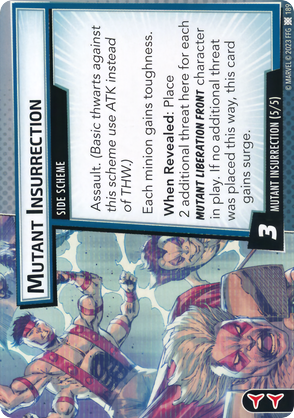 MUTANT INSURRECTION
SIDE SCHEME
Assault. (Basic thwarts against
this scheme use ATK instead
of THW.)
Each minion gains toughness.
When Revealed: Place
2 additional threat here for each
MUTANT LIBERATION FRONT character
in play. If no additional threat
was placed this way, this card
gains surge.
3
MUTANT INSURRECTION (5/5)
© MARVEL © 2023 FFG 189